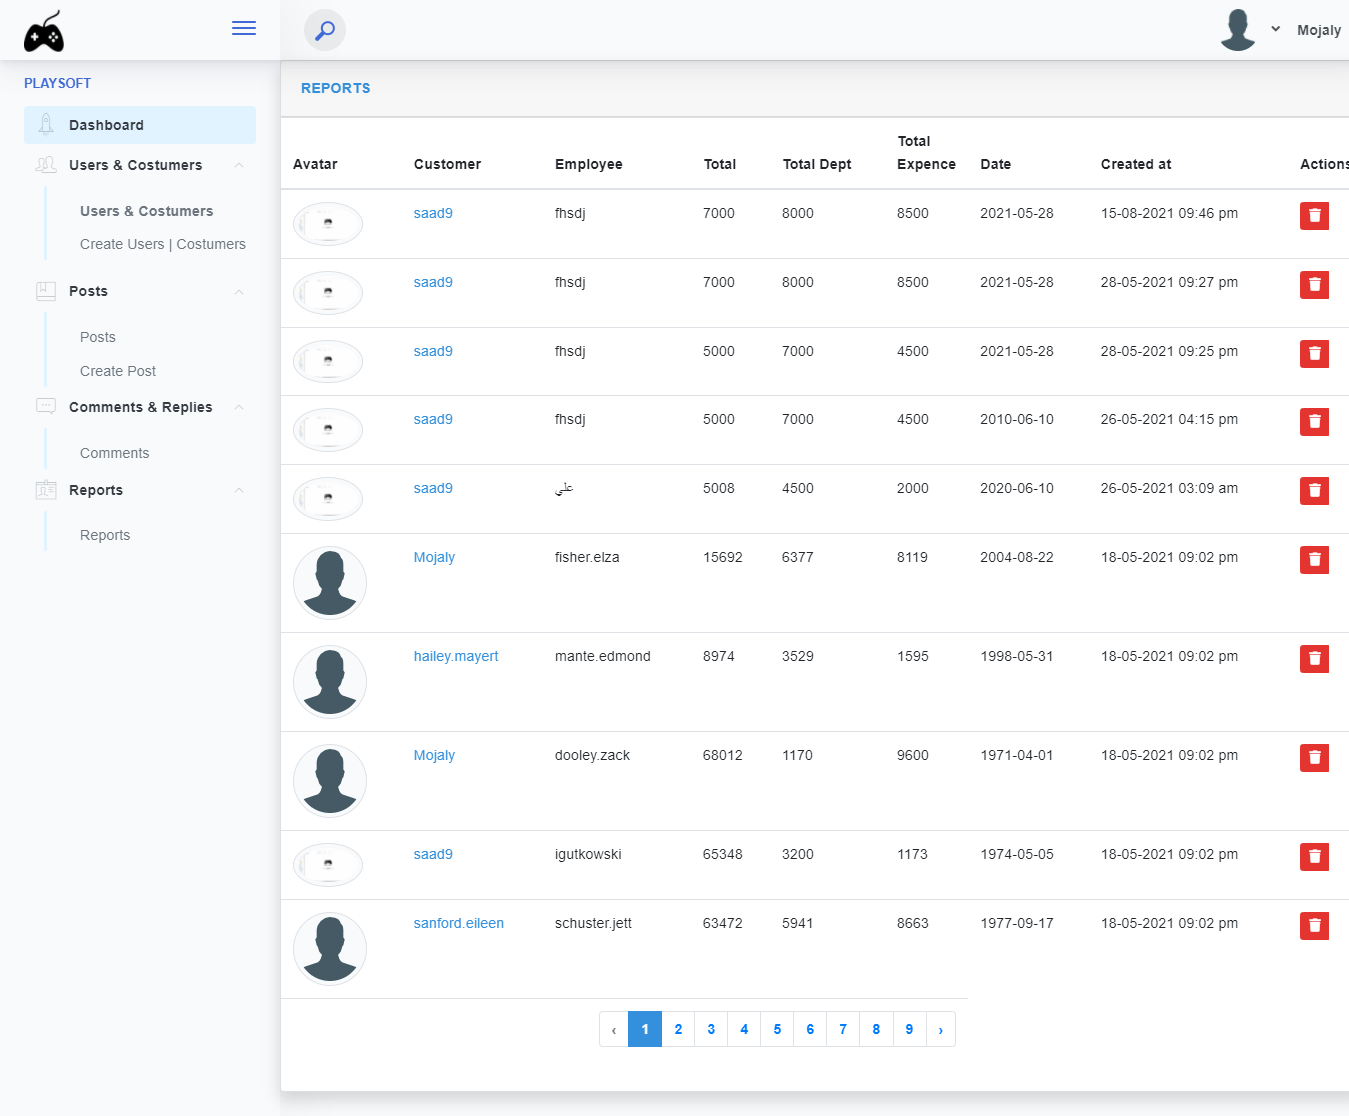 Mojaly
PLAYSOFT
Dashboard
Users & Costumers
Users & Costumers
Create Users | Costumers
Posts
Posts
Create Post
Comments & Replies
Comments
Reports
Reports
REPORTS
Avatar Customer Employee Total Total Dept Total Expence Date Created at Actions
saad9 fhsdj 7000 8000 8500 2021-05-28 15-08-2021 09:46 pm
saad9 fhsdj 7000 8000 8500 2021-05-28 28-05-2021 09:27 pm
saad9 fhsdj 5000 7000 4500 2021-05-28 28-05-2021 09:25 pm
saad9 fhsdj 5000 7000 4500 2010-06-10 26-05-2021 04:15 pm
saad9 علي 5008 4500 2000 2020-06-10 26-05-2021 03:09 am
Mojaly fisher.elza 15692 6377 8119 2004-08-22 18-05-2021 09:02 pm
hailey.mayert mante.edmond 8974 3529 1595 1998-05-31 18-05-2021 09:02 pm
Mojaly dooley.zack 68012 1170 9600 1971-04-01 18-05-2021 09:02 pm
saad9 igutkowski 65348 3200 1173 1974-05-05 18-05-2021 09:02 pm
sanford.eileen schuster.jett 63472 5941 8663 1977-09-17 18-05-2021 09:02 pm
‹ 1 2 3 4 5 6 7 8 9 ›